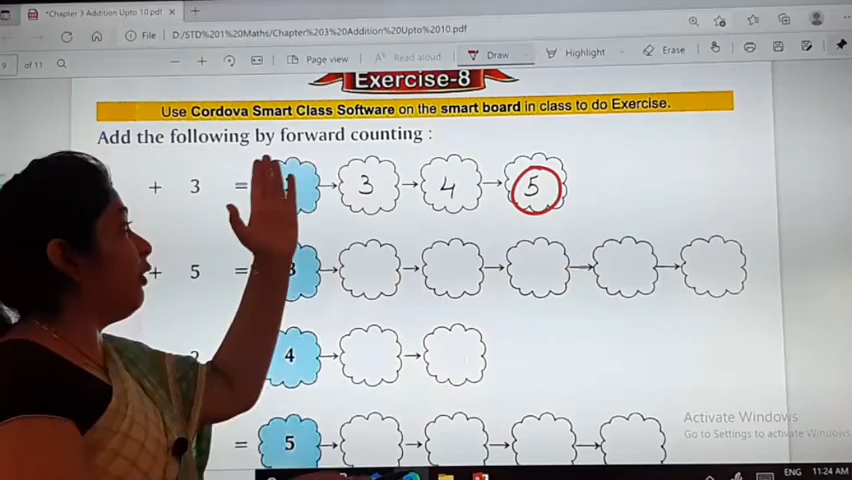 *Chapter 3 Addition Upto 10.pdf
File D:/STD%201%20Maths/Chapter%203%20Addition%20Upto%2010.pdf
9 of 11 Page view Read aloud Draw Highlight Erase
Exercise-8
Use Cordova Smart Class Software on the smart board in class to do Exercise.
Add the following by forward counting :
+ 3 = 3 4 5
+ 5 = 3
4
= 5
Activate Windows
Go to Settings to activate Windows.
ENG 11:24 AM